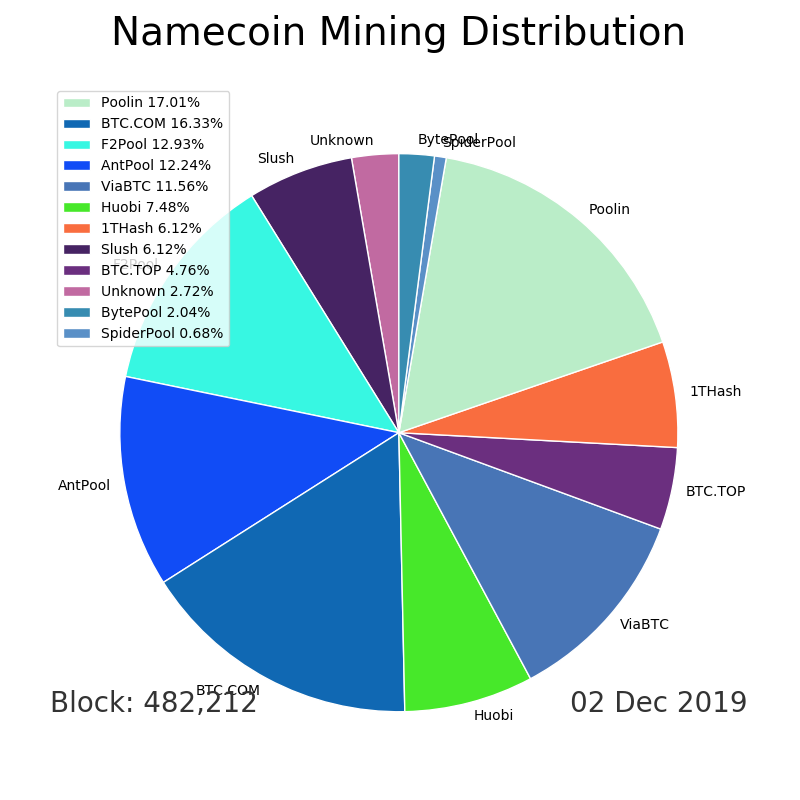 Namecoin Mining Distribution
Poolin 17.01%
BTC.COM 16.33%
F2Pool 12.93%
AntPool 12.24%
ViaBTC 11.56%
Huobi 7.48%
1THash 6.12%
Slush 6.12%
BTC.TOP 4.76%
Unknown 2.72%
BytePool 2.04%
SpiderPool 0.68%
Unknown
BytePool
SpiderPool
Slush
Poolin
F2Pool
1THash
AntPool
BTC.TOP
ViaBTC
BTC.COM
Huobi
Block: 482,212
02 Dec 2019